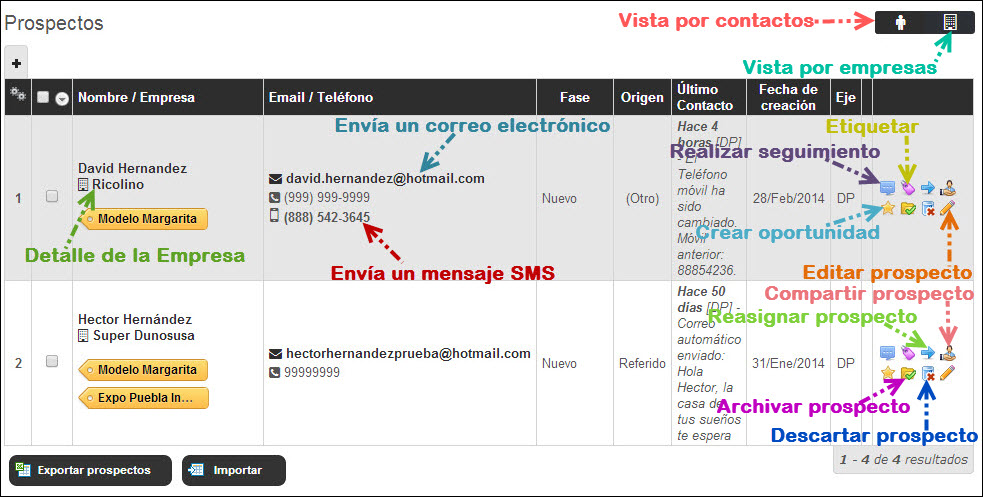 Prospectos
Vista por contactos
Vista por empresas
+
Nombre / Empresa
Email / Teléfono
Fase
Origen
Último
Contacto
Fecha de
creación
Eje
Envía un correo electrónico
Etiquetar
Realizar seguimiento
1
David Hernandez
Ricolino
Modelo Margarita
david.hernandez@hotmail.com
(999) 999-9999
(888) 542-3645
Nuevo
(Otro)
Hace 4
horas [DP] -
El
Teléfono
móvil ha
sido
cambiado.
Móvil
anterior:
88854236.
28/Feb/2014
DP
Detalle de la Empresa
Envía un mensaje SMS
Crear oportunidad
Editar prospecto
Compartir prospecto
Reasignar prospecto
2
Hector Hernández
Super Dunosusa
Modelo Margarita
Expo Puebla In...
hectorhernandezprueba@hotmail.com
99999999
Nuevo
Referido
Hace 50
dias [DP] -
Correo
automático
enviado:
Hola
Hector, la
casa de
tus sueños
te espera
31/Ene/2014
DP
Archivar prospecto
Descartar prospecto
Exportar prospectos
Importar
1 - 4 de 4 resultados